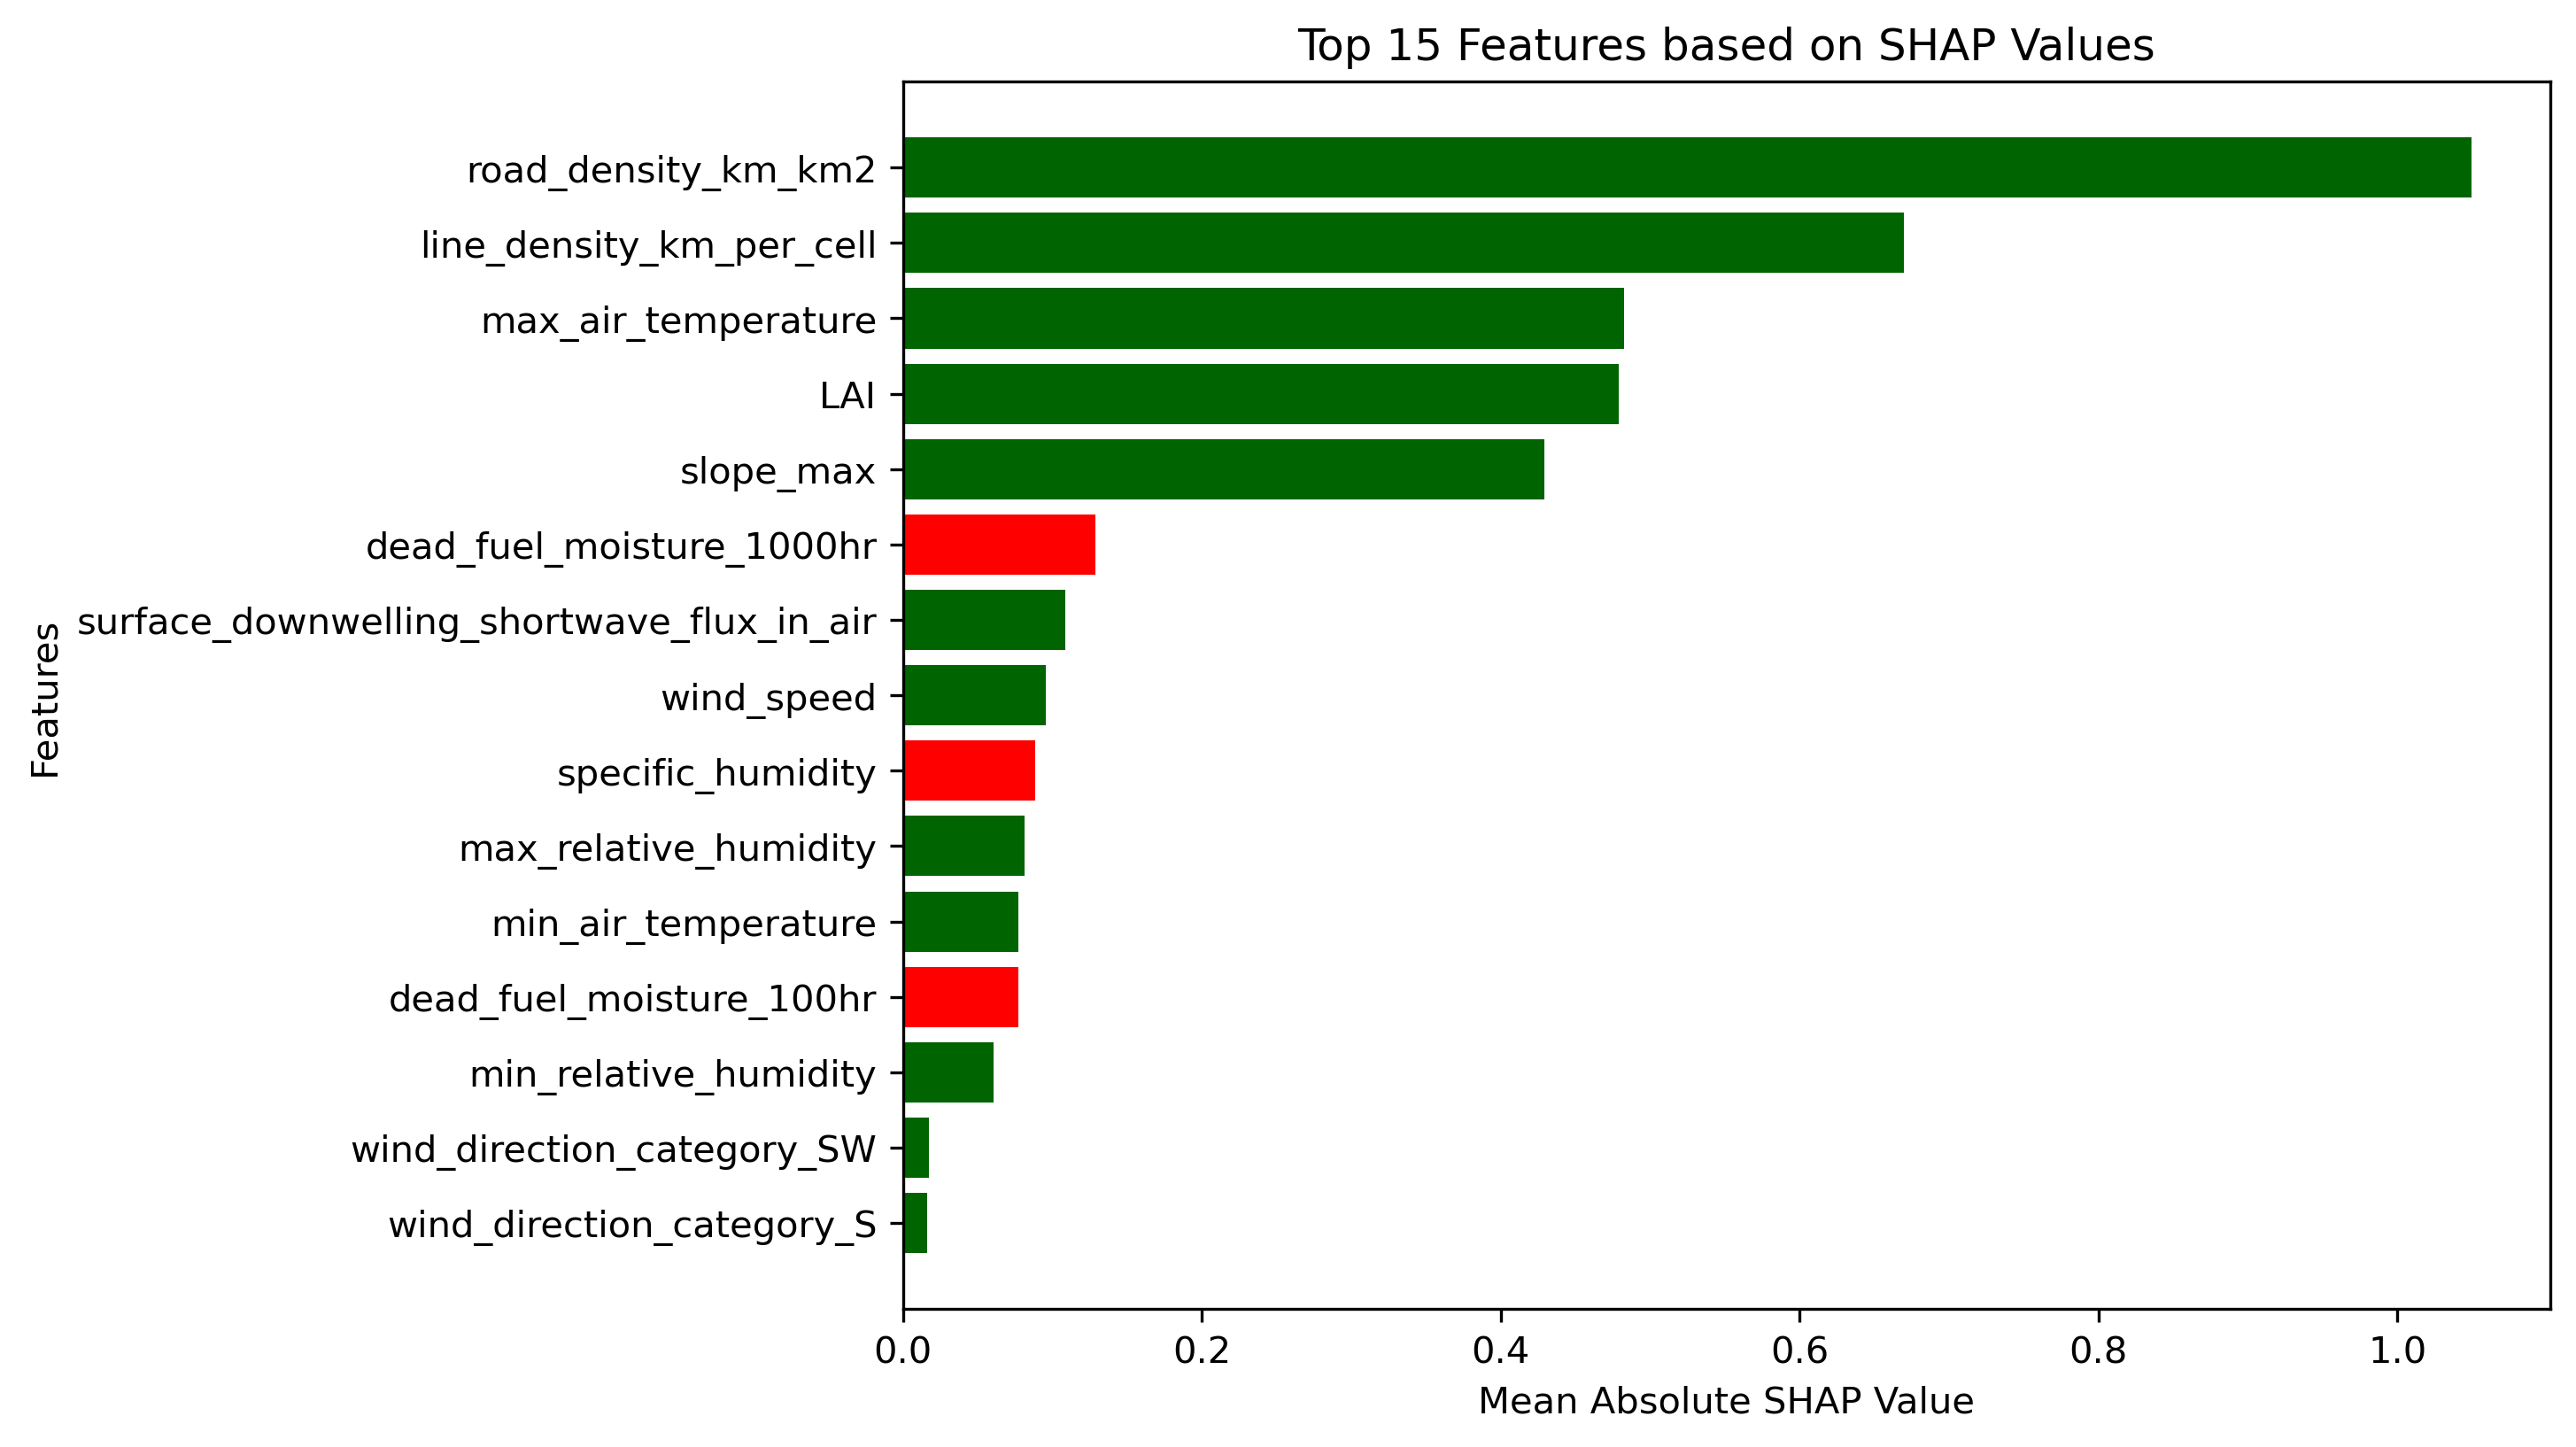 Top 15 Features based on SHAP Values
Features
road_density_km_km2
line_density_km_per_cell
max_air_temperature
LAI
slope_max
dead_fuel_moisture_1000hr
surface_downwelling_shortwave_flux_in_air
wind_speed
specific_humidity
max_relative_humidity
min_air_temperature
dead_fuel_moisture_100hr
min_relative_humidity
wind_direction_category_SW
wind_direction_category_S
0.0 0.2 0.4 0.6 0.8 1.0
Mean Absolute SHAP Value